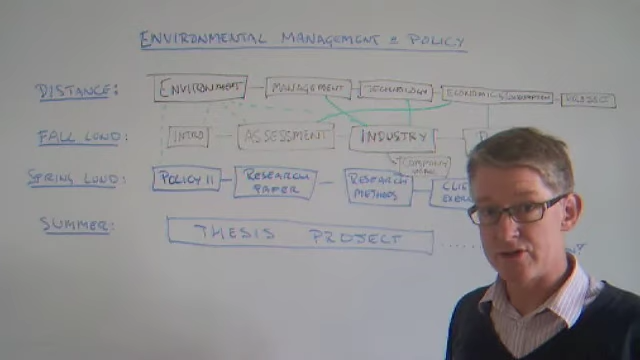 ENVIRONMENTAL MANAGEMENT & POLICY
DISTANCE: ENVIRONMENT MANAGEMENT TECHNOLOGY ECONOMICS/ PROJECT
FALL LUND: INTRO ASSESSMENT INDUSTRY
COMPANY
SPRING LUND: POLICY II RESEARCH PAPER RESEARCH METHODS
SUMMER: THESIS PROJECT